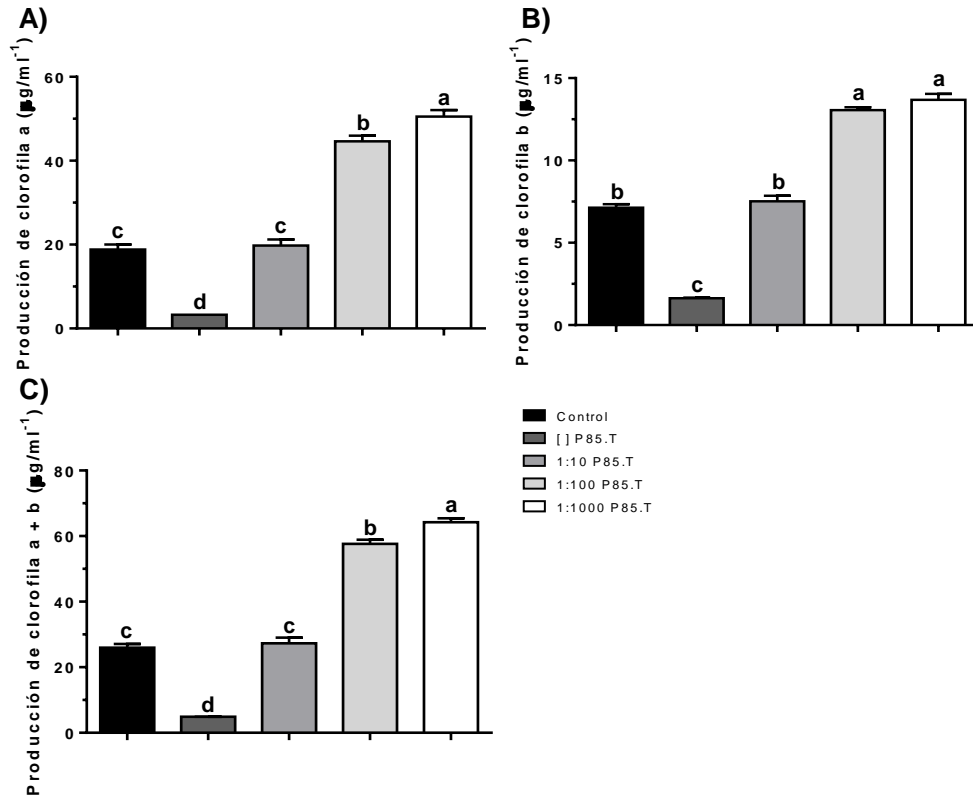 A)
Producción de clorofila a (µg/ml⁻¹)
60
40
20
0
c
d
c
b
a
B)
Producción de clorofila b (µg/ml⁻¹)
15
10
5
0
b
c
b
a
a
C)
Producción de clorofila a + b (µg/ml⁻¹)
80
60
40
20
0
c
d
c
b
a
Control
[ ] P85.T
1:10 P85.T
1:100 P85.T
1:1000 P85.T